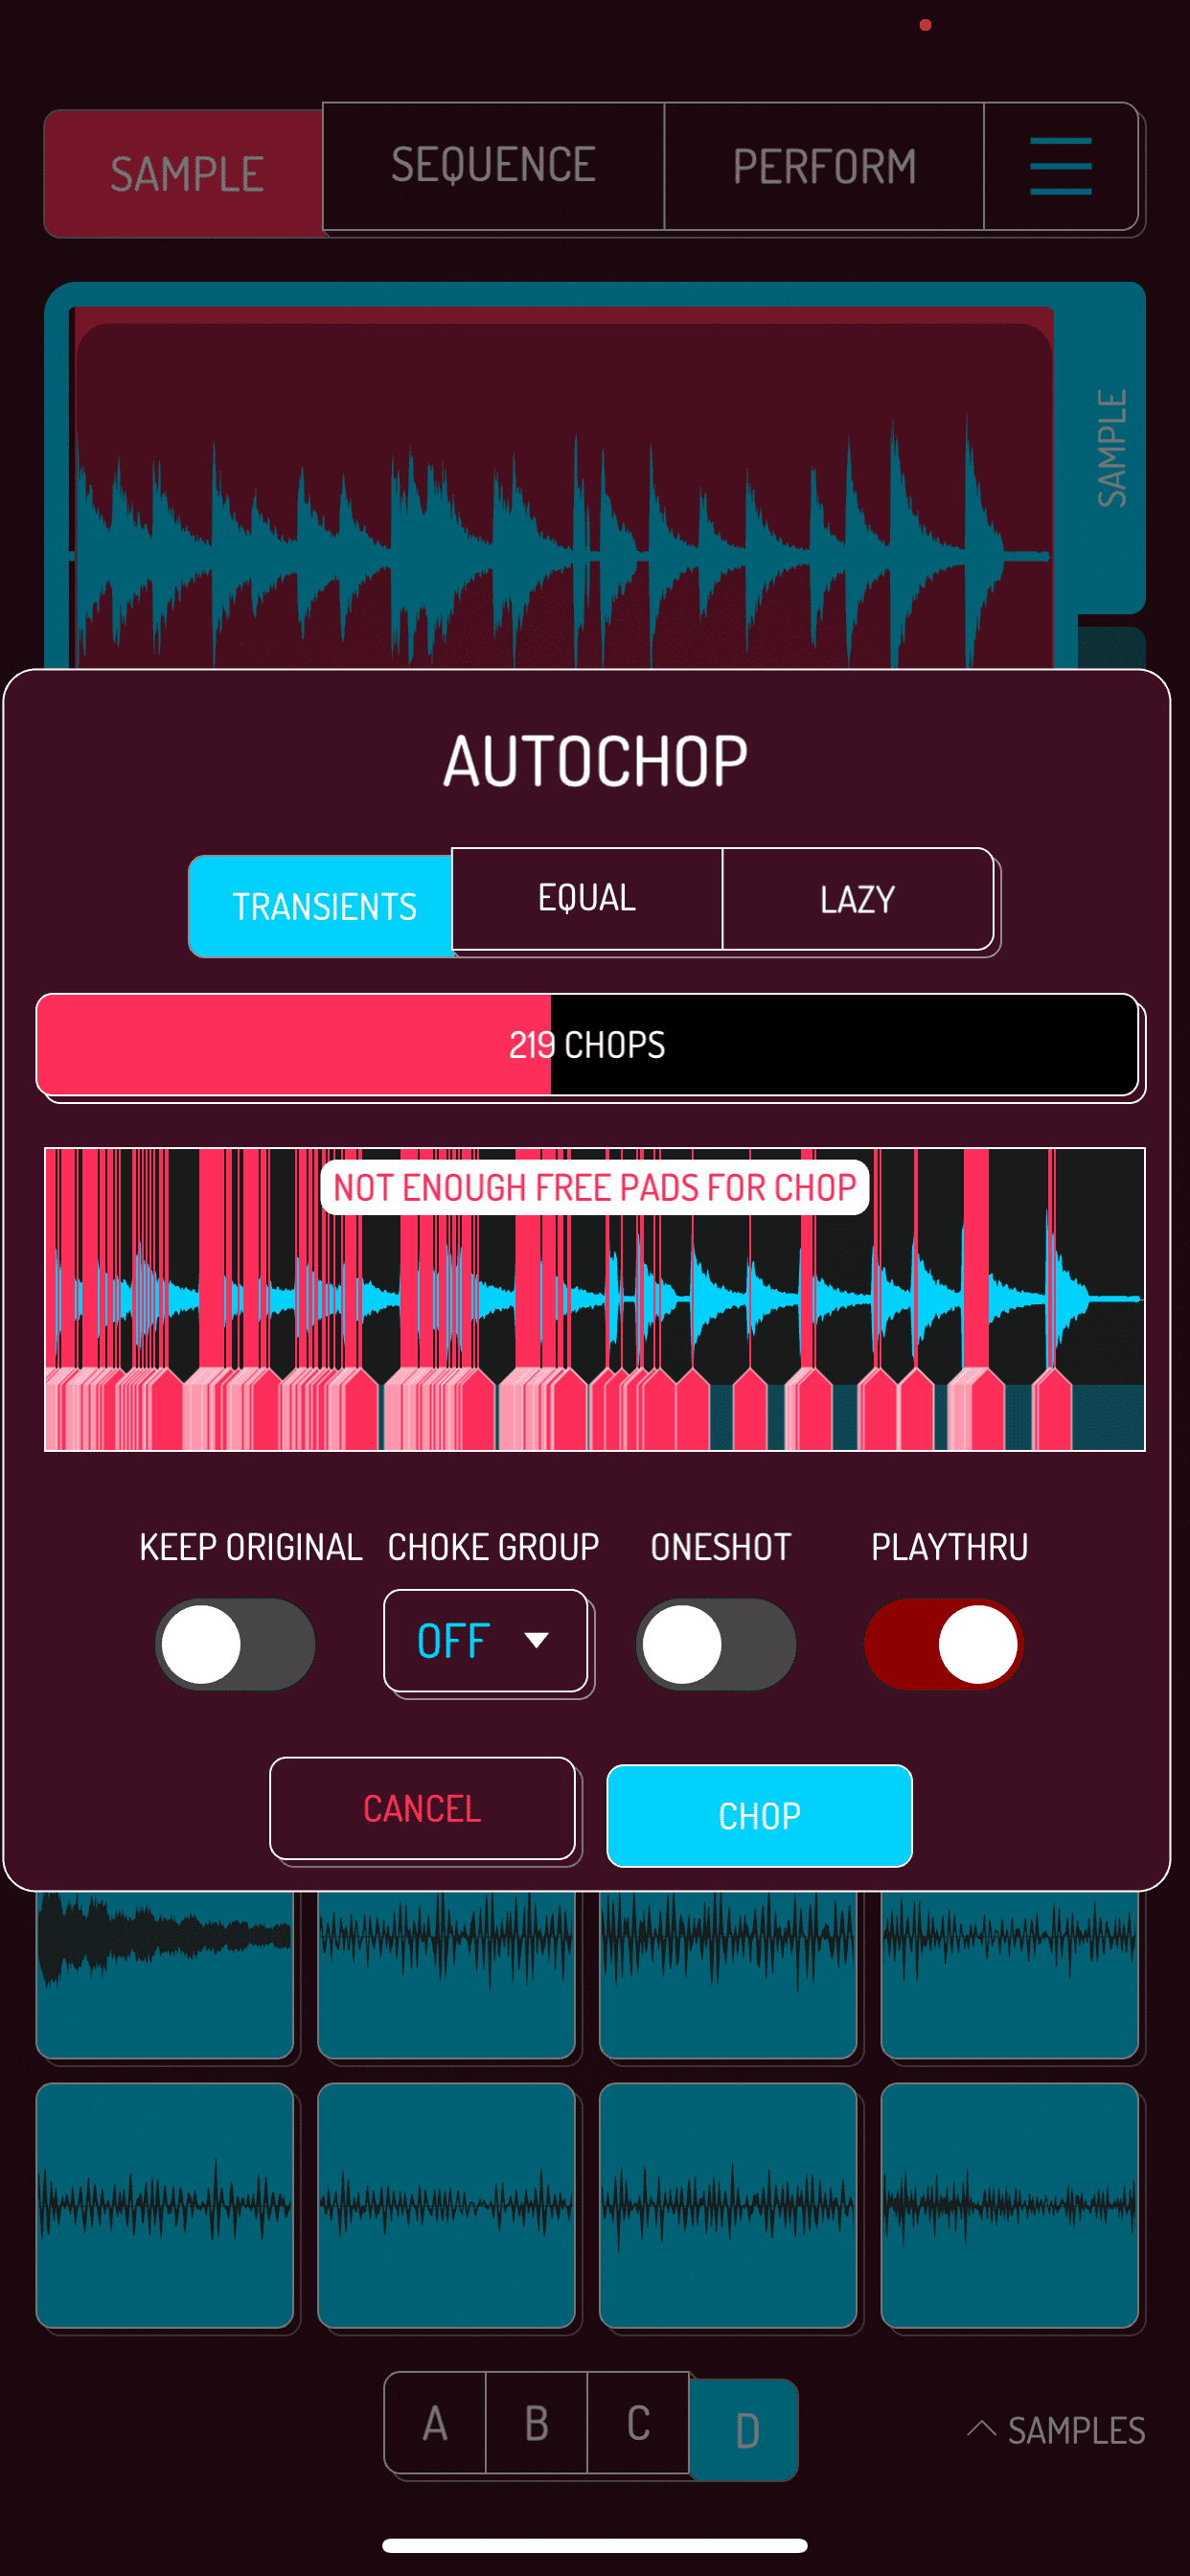 SAMPLE
SEQUENCE
PERFORM
SAMPLE
AUTOCHOP
TRANSIENTS
EQUAL
LAZY
219 CHOPS
NOT ENOUGH FREE PADS FOR CHOP
KEEP ORIGINAL
CHOKE GROUP
ONESHOT
PLAYTHRU
OFF
CANCEL
CHOP
A
B
C
D
SAMPLES